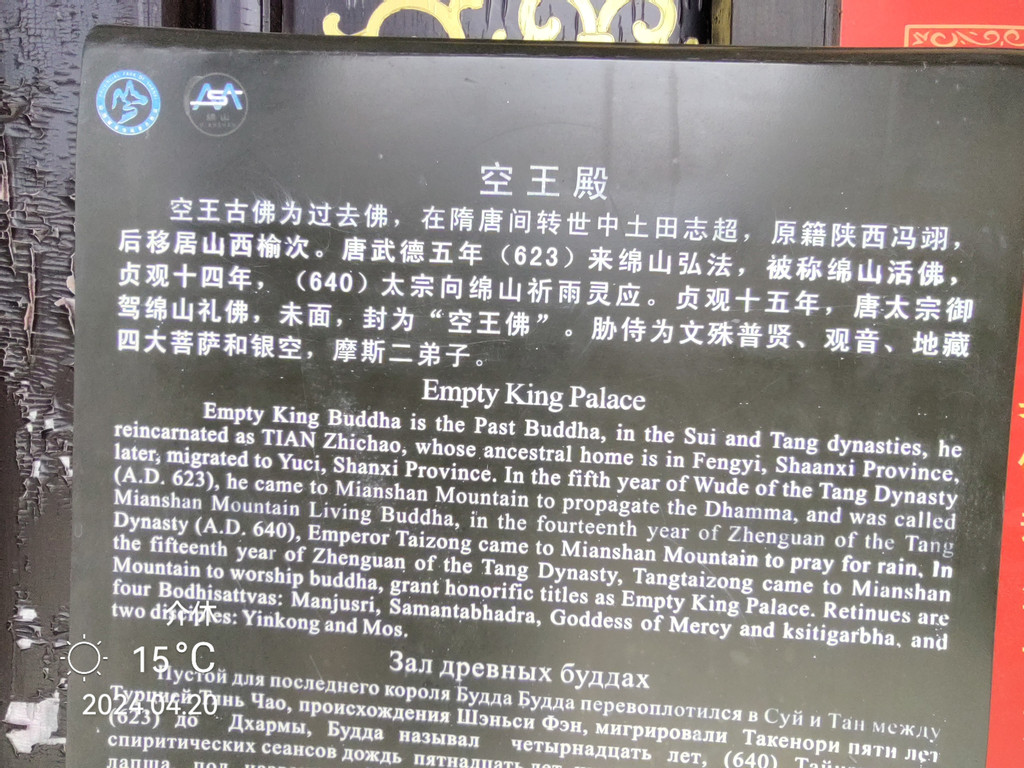 绵山
空王殿
空王古佛为过去佛，在隋唐间转世中土田志超，原籍陕西冯翊，
后移居山西榆次。唐武德五年（623）来绵山弘法，被称绵山活佛，
贞观十四年，（640）太宗向绵山祈雨灵应。贞观十五年，唐太宗御
驾绵山礼佛，未面，封为“空王佛”。胁侍为文殊普贤、观音、地藏
四大菩萨和银空，摩斯二弟子。
Empty King Palace
Empty King Buddha is the Past Buddha, in the Sui and Tang dynasties, he
reincarnated as TIAN Zhichao, whose ancestral home is in Fengyi, Shaanxi Province,
later, migrated to Yuci, Shanxi Province. In the fifth year of Wude of the Tang Dynasty
(A.D. 623), he came to Mianshan Mountain to propagate the Dhamma, and was called
Mianshan Mountain Living Buddha, in the fourteenth year of Zhenguan of the Tang
Dynasty (A.D. 640), Emperor Taizong came to Mianshan Mountain to pray for rain. In
the fifteenth year of Zhenguan of the Tang Dynasty, Tangtaizong came to Mianshan
Mountain to worship buddha, grant honorific titles as Empty King Palace. Retinues are
four Bodhisattvas: Manjusri, Samantabhadra, Goddess of Mercy and ksitigarbha, and
two disciples: Yinkong and Mos.
介休
15°C
2024.04.20
Зал древных буддах
Пустой для последнего короля Будда Будда перевоплотился в Суй и Тан между
Турцией Тянь Чао, происхождения Шэньси Фэн, мигрировали Такенори пяти лет
(623) до Дхармы, Будда называл четырнадцать лет, (640)
спиритических сеансов дождь пятнадцать лет